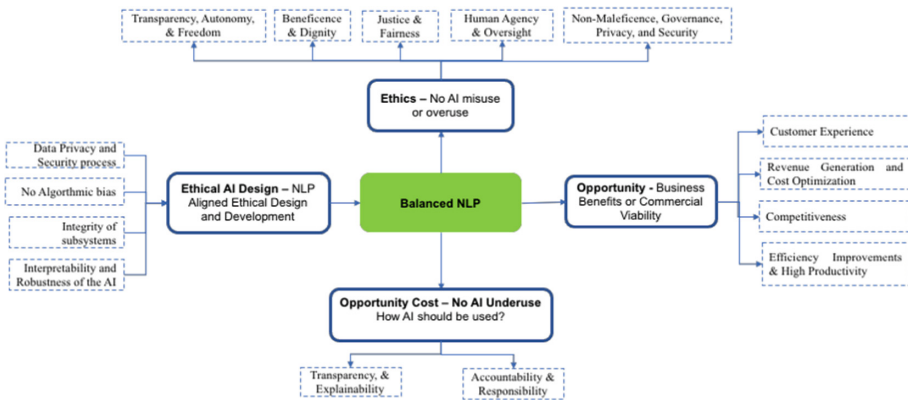 Transparency, Autonomy,
& Freedom
Beneficence
& Dignity
Justice &
Fairness
Human Agency
& Oversight
Non-Maleficence, Governance,
Privacy, and Security
Ethics – No AI misuse
or overuse
Data Privacy and
Security process
No Algorthmic bias
Integrity of
subsystems
Interpretability and
Robustness of the AI
Ethical AI Design – NLP
Aligned Ethical Design
and Development
Balanced NLP
Opportunity - Business
Benefits or Commercial
Viability
Customer Experience
Revenue Generation and
Cost Optimization
Competitiveness
Efficiency Improvements
& High Productivity
Opportunity Cost – No AI Underuse
How AI should be used?
Transparency, &
Explainability
Accountability &
Responsibility